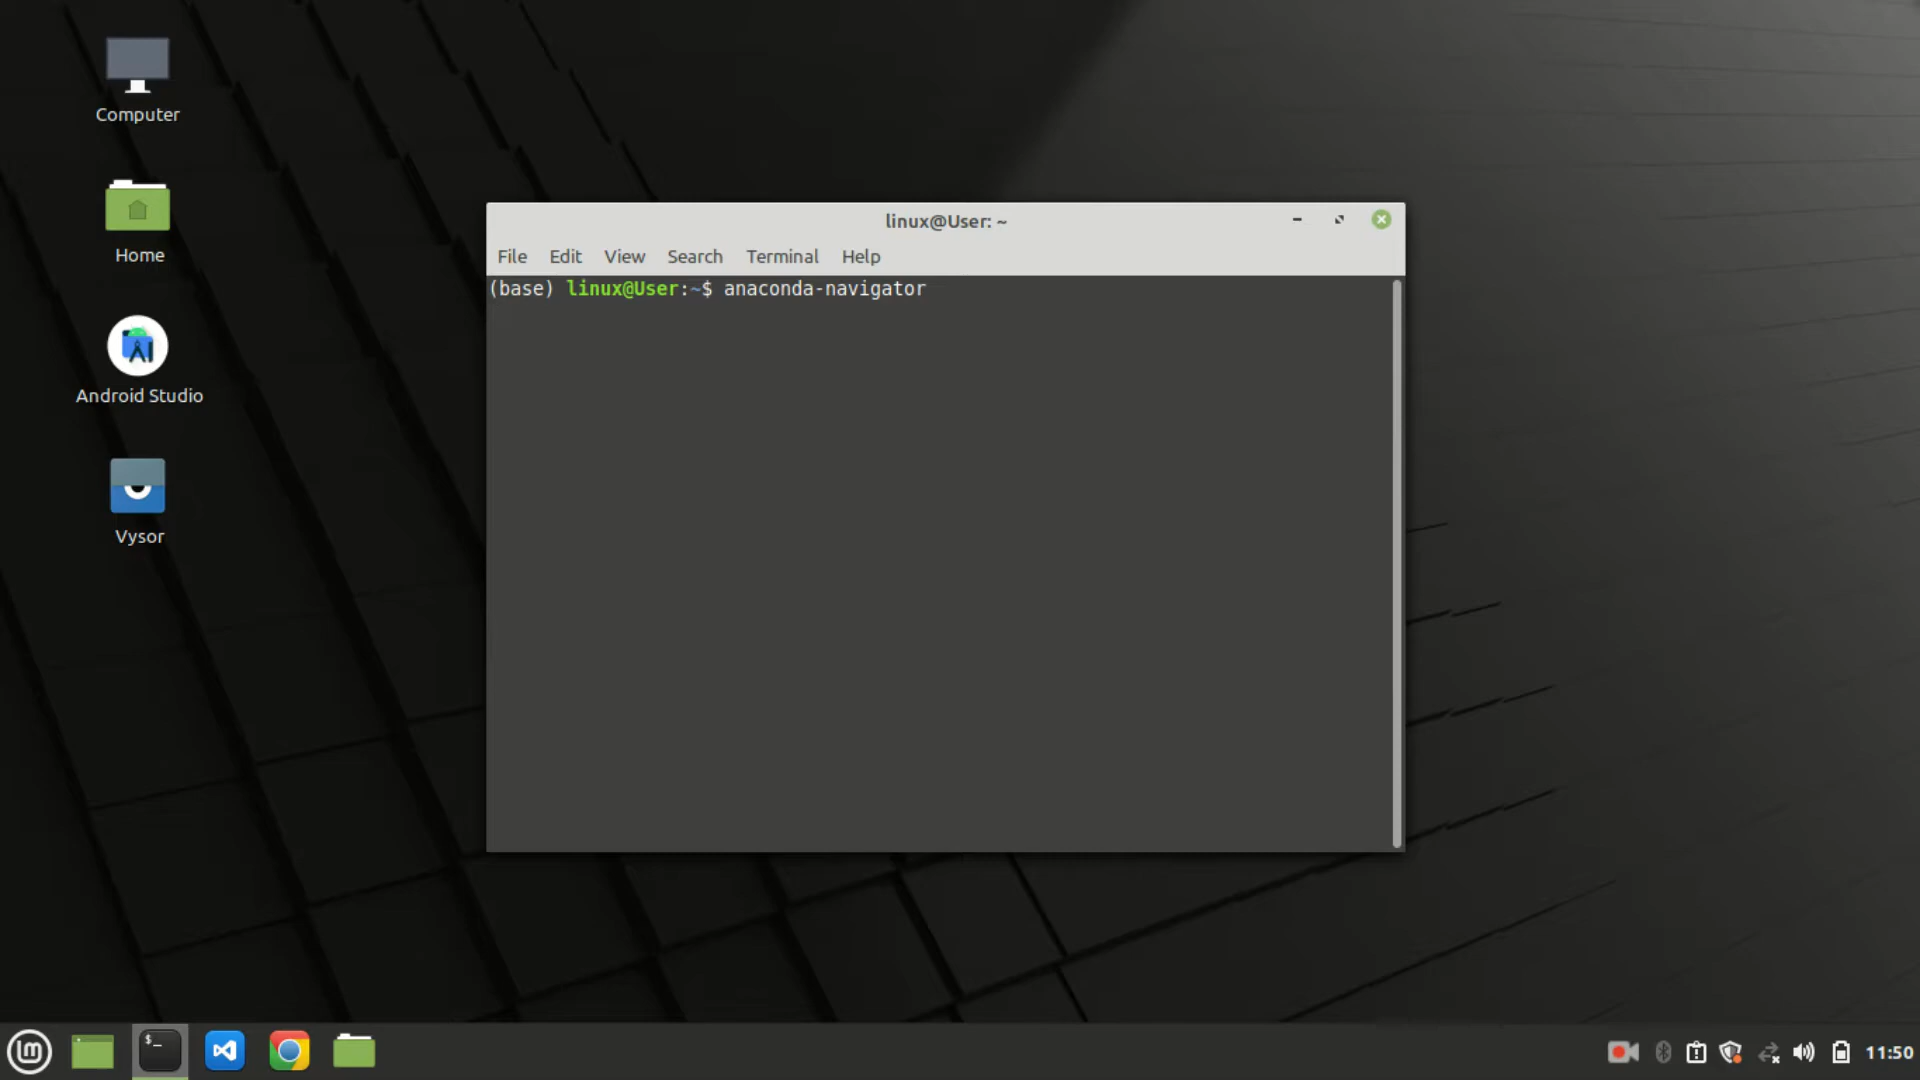 Computer
Home
Android Studio
Vysor
linux@User: ~
File Edit View Search Terminal Help
(base) linux@User:~$ anaconda-navigator
$_
11:50